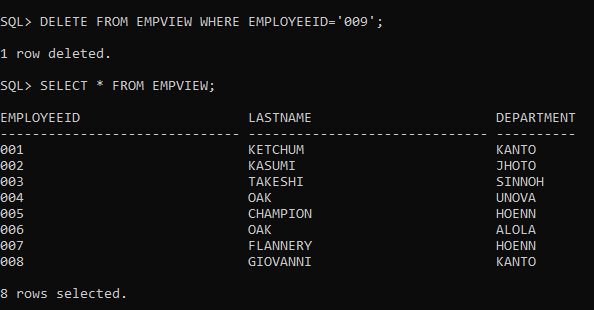 SQL> DELETE FROM EMPVIEW WHERE EMPLOYEEID='009';
1 row deleted.
SQL> SELECT * FROM EMPVIEW;
EMPLOYEEID                     LASTNAME                       DEPARTMENT
------------------------------ ------------------------------ ----------
001                            KETCHUM                        KANTO
002                            KASUMI                         JHOTO
003                            TAKESHI                        SINNOH
004                            OAK                            UNOVA
005                            CHAMPION                       HOENN
006                            OAK                            ALOLA
007                            FLANNERY                       HOENN
008                            GIOVANNI                       KANTO
8 rows selected.